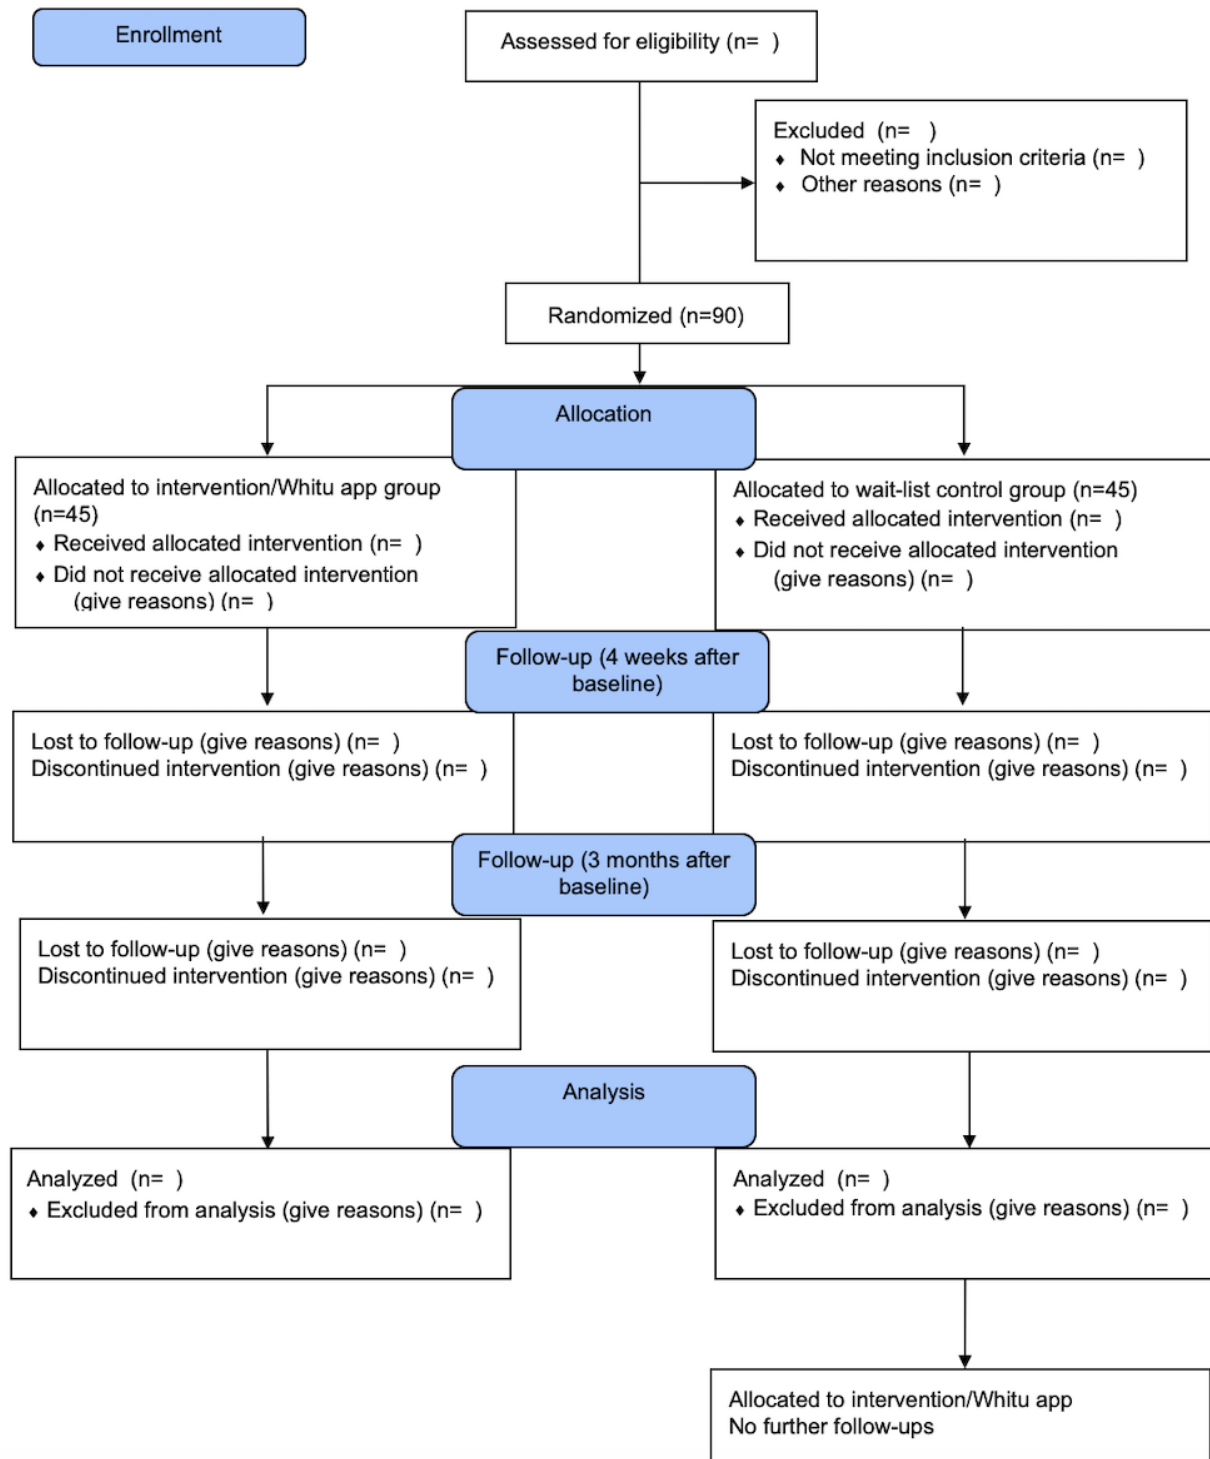 Enrollment
Assessed for eligibility (n=  )
Excluded  (n=   )
♦ Not meeting inclusion criteria (n=  )
♦ Other reasons (n=  )
Randomized (n=90)
Allocation
Allocated to intervention/Whitu app group
(n=45)
♦ Received allocated intervention (n=  )
♦ Did not receive allocated intervention
(give reasons) (n=  )
Allocated to wait-list control group (n=45)
♦ Received allocated intervention (n=  )
♦ Did not receive allocated intervention
(give reasons) (n=  )
Follow-up (4 weeks after
baseline)
Lost to follow-up (give reasons) (n=  )
Discontinued intervention (give reasons) (n=  )
Lost to follow-up (give reasons) (n=  )
Discontinued intervention (give reasons) (n=  )
Follow-up (3 months after
baseline)
Lost to follow-up (give reasons) (n=  )
Discontinued intervention (give reasons) (n=  )
Lost to follow-up (give reasons) (n=  )
Discontinued intervention (give reasons) (n=  )
Analysis
Analyzed  (n=  )
♦ Excluded from analysis (give reasons) (n=  )
Analyzed  (n=  )
♦ Excluded from analysis (give reasons) (n=  )
Allocated to intervention/Whitu app
No further follow-ups